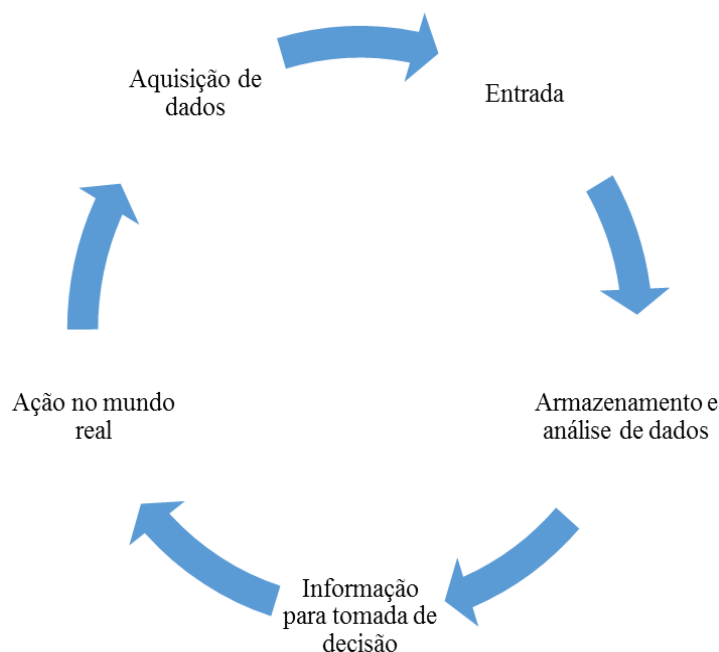 Aquisição de
dados
Entrada
Armazenamento e
análise de dados
Informação
para tomada de
decisão
Ação no mundo
real